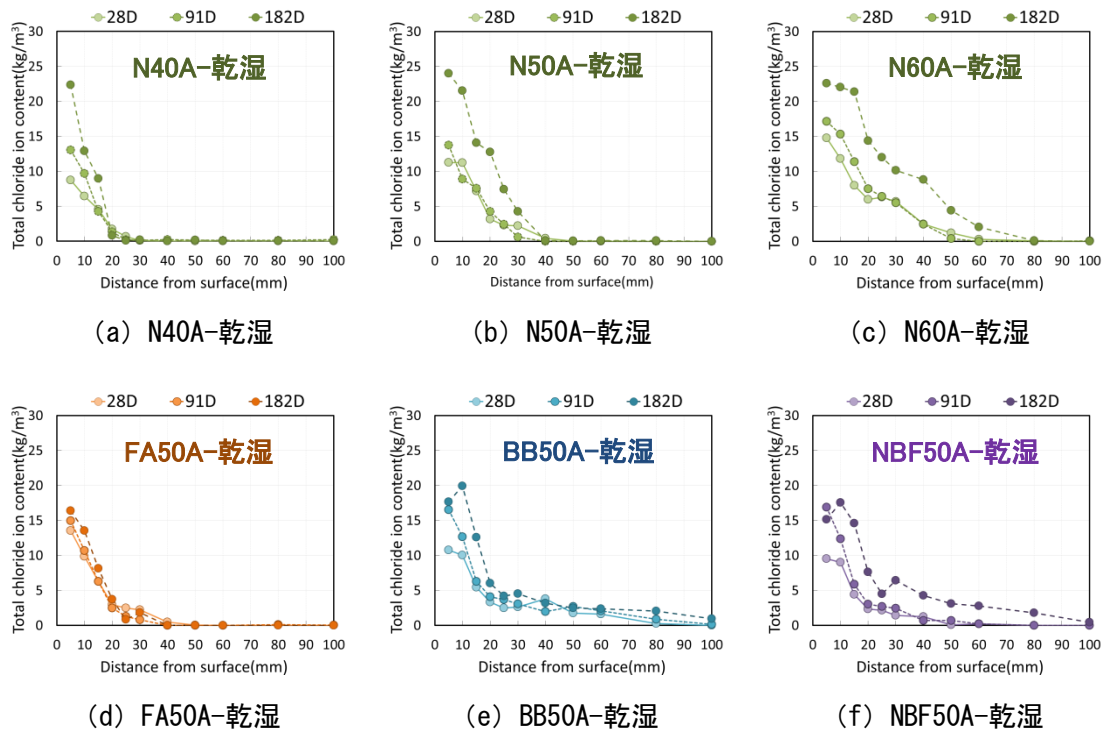 28D 91D 182D
30
25
20
15
10
5
0
Total chloride ion content(kg/m³)
N40A-乾湿
0 10 20 30 40 50 60 70 80 90 100
Distance from surface(mm)
(a) N40A-乾湿
28D 91D 182D
30
25
20
15
10
5
0
Total chloride ion content(kg/m³)
N50A-乾湿
0 10 20 30 40 50 60 70 80 90 100
Distance from surface(mm)
(b) N50A-乾湿
28D 91D 182D
30
25
20
15
10
5
0
Total chloride ion content(kg/m³)
N60A-乾湿
0 10 20 30 40 50 60 70 80 90 100
Distance from surface(mm)
(c) N60A-乾湿
28D 91D 182D
30
25
20
15
10
5
0
Total chloride ion content(kg/m³)
FA50A-乾湿
0 10 20 30 40 50 60 70 80 90 100
Distance from surface(mm)
(d) FA50A-乾湿
28D 91D 182D
30
25
20
15
10
5
0
Total chloride ion content(kg/m³)
BB50A-乾湿
0 10 20 30 40 50 60 70 80 90 100
Distance from surface(mm)
(e) BB50A-乾湿
28D 91D 182D
30
25
20
15
10
5
0
Total chloride ion content(kg/m³)
NBF50A-乾湿
0 10 20 30 40 50 60 70 80 90 100
Distance from surface(mm)
(f) NBF50A-乾湿